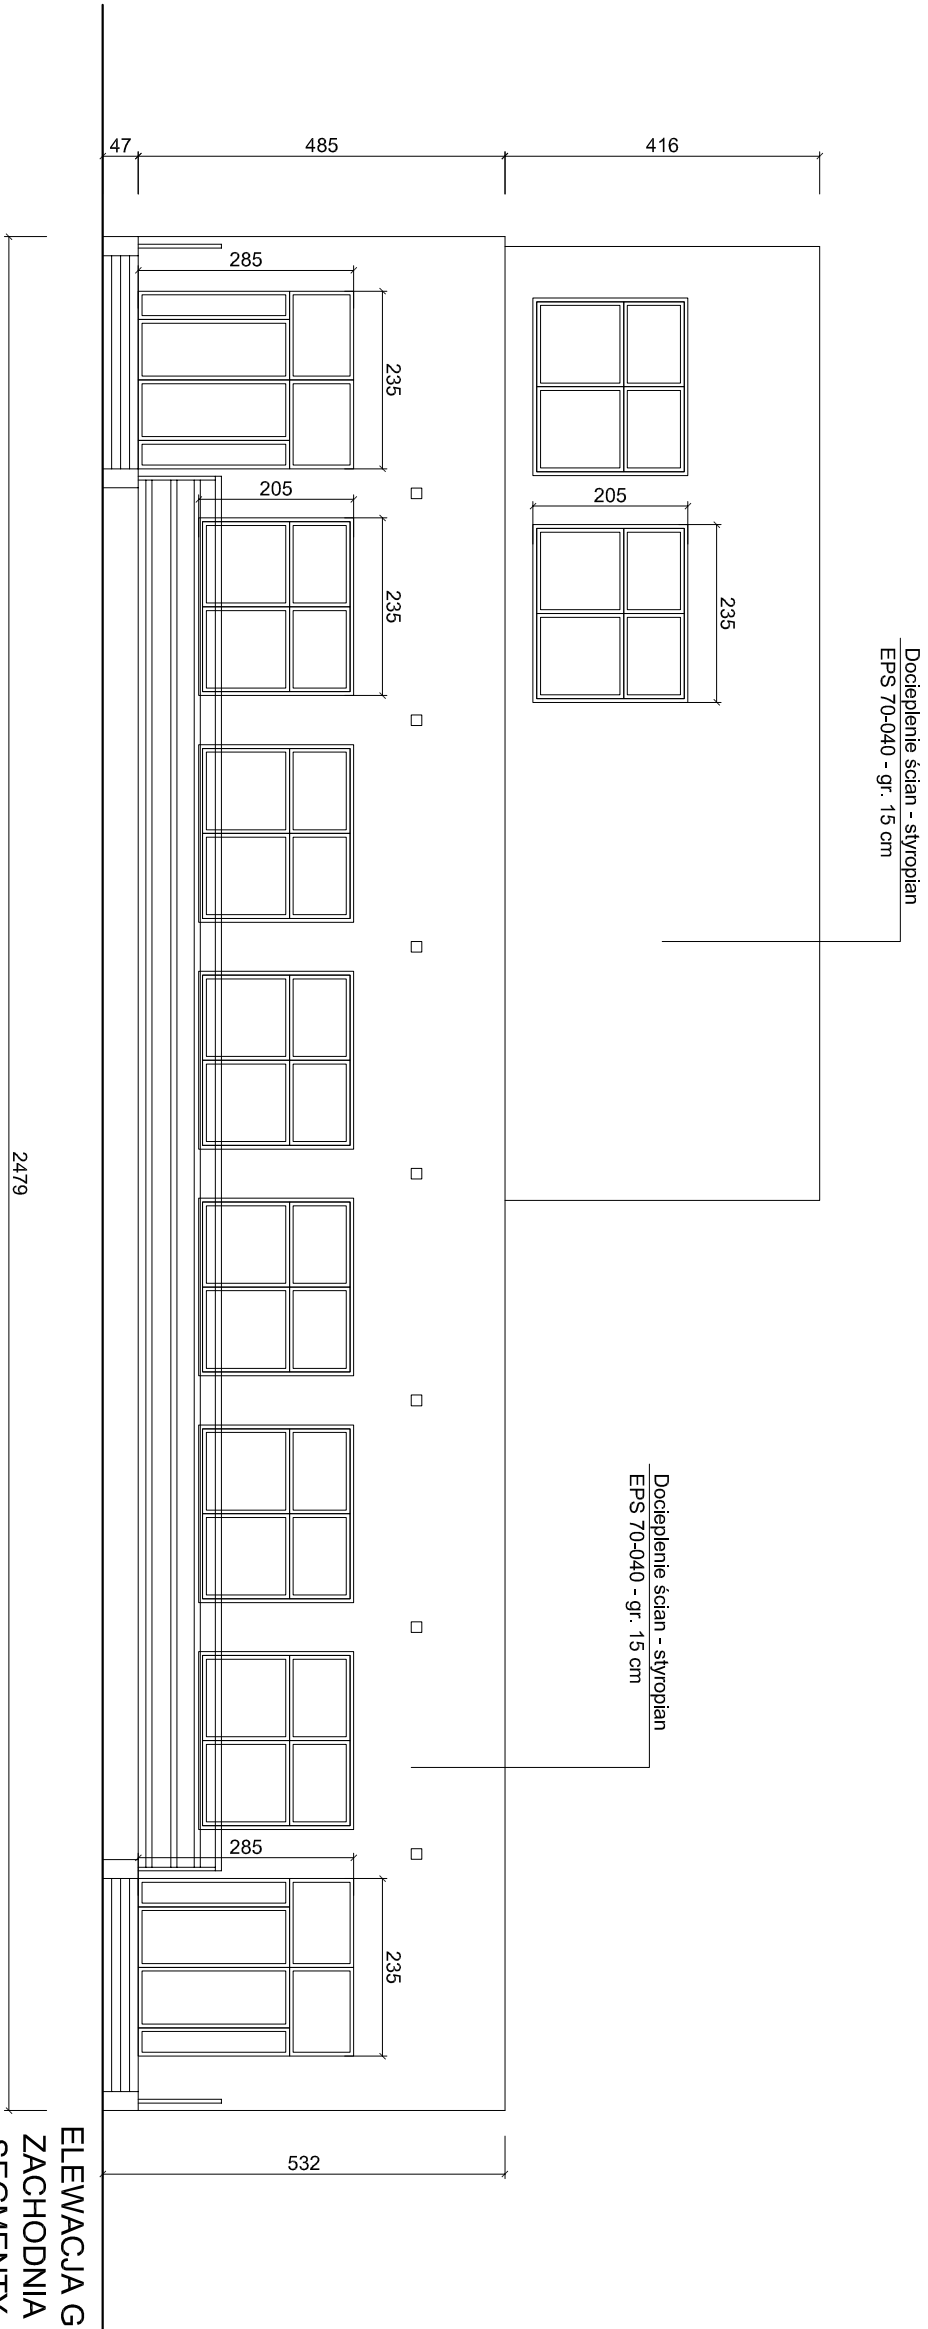 47
485
416
285
235
205
235
205
235
Docieplenie ścian - styropian
EPS 70-040 - gr. 15 cm
Docieplenie ścian - styropian
EPS 70-040 - gr. 15 cm
285
235
2479
532
ELEWACJA G
ZACHODNIA
SEGMENTY